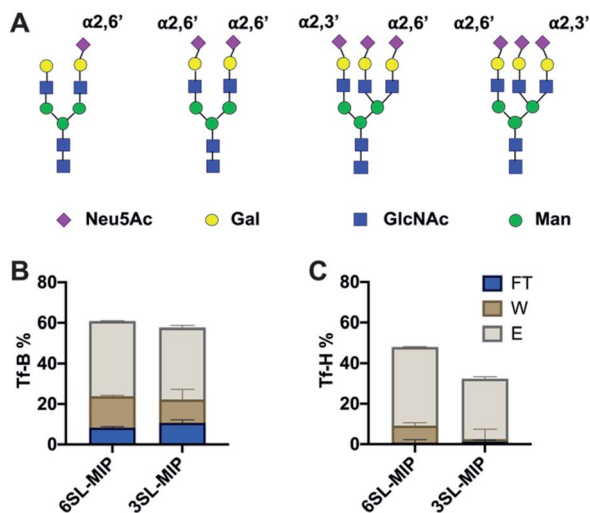 A
α2,6’ α2,6’ α2,6’ α2,3’ α2,6’ α2,6’ α2,3’
Neu5Ac Gal GlcNAc Man
B
Tf-B %
80
60
40
20
0
6SL-MIP
3SL-MIP
C
Tf-H %
80
60
40
20
0
6SL-MIP
3SL-MIP
FT
W
E